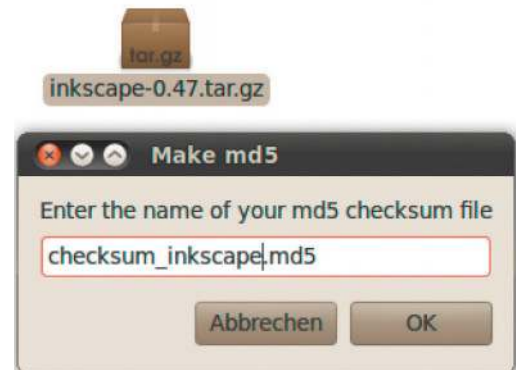 tar.gz
inkscape-0.47.tar.gz
Make md5
Enter the name of your md5 checksum file
checksum_inkscape.md5
Abbrechen OK